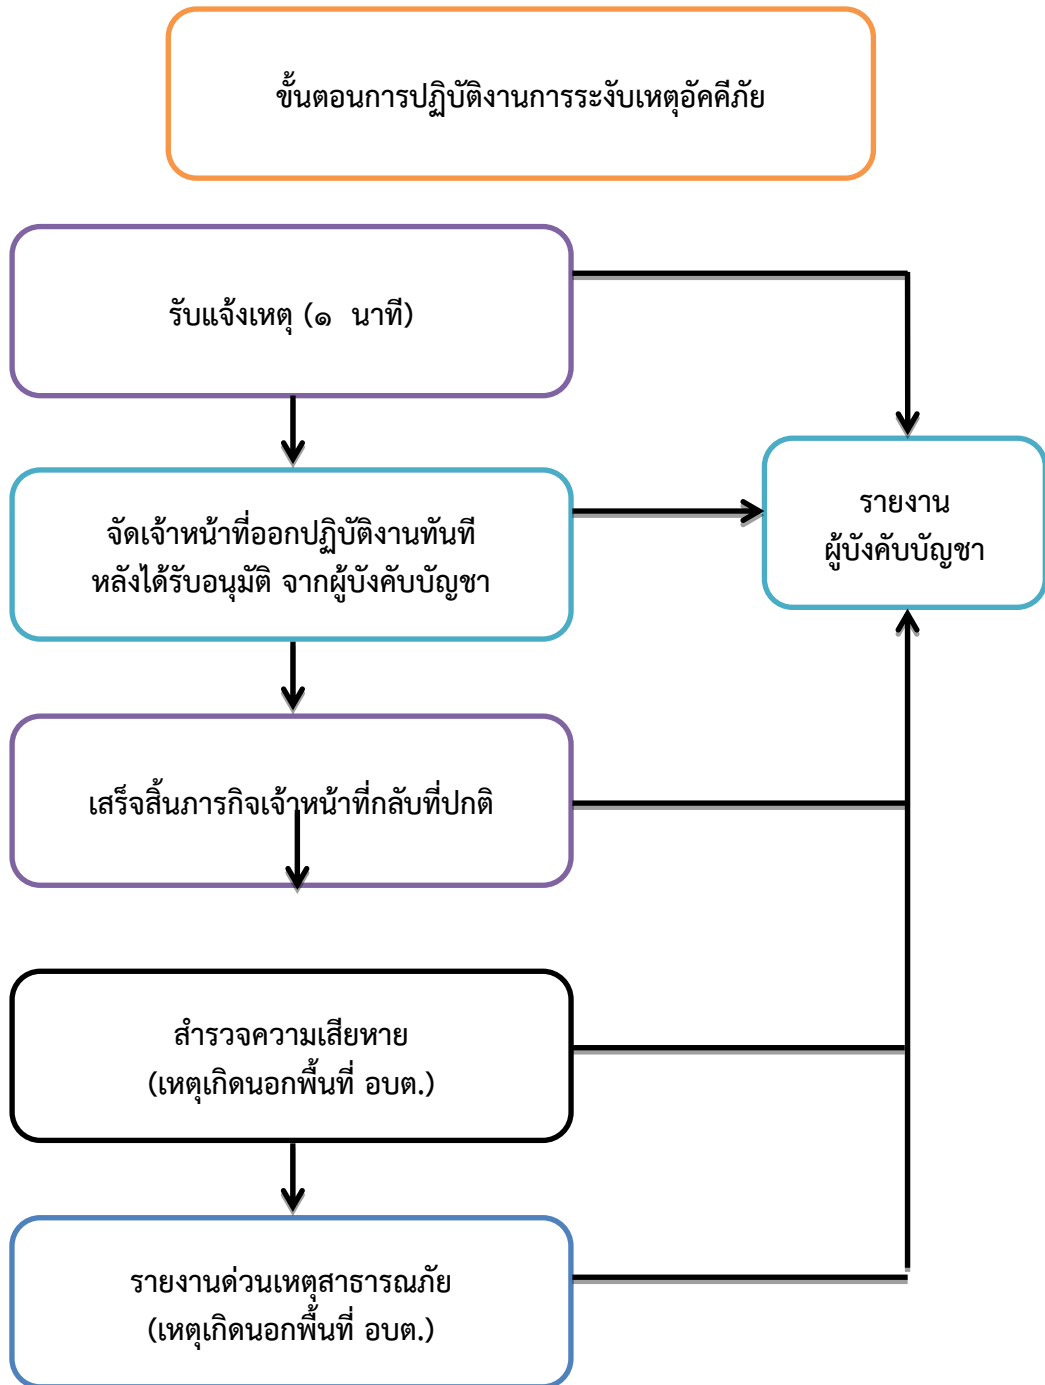 ขั้นตอนการปฏิบัติงานการระงับเหตุอัคคีภัย
รับแจ้งเหตุ (๑ นาที)
จัดเจ้าหน้าที่ออกปฏิบัติงานทันที
หลังได้รับอนุมัติ จากผู้บังคับบัญชา
รายงาน
ผู้บังคับบัญชา
เสร็จสิ้นภารกิจเจ้าหน้าที่กลับที่ปกติ
สำรวจความเสียหาย
(เหตุเกิดนอกพื้นที่ อบต.)
รายงานด่วนเหตุสาธารณภัย
(เหตุเกิดนอกพื้นที่ อบต.)